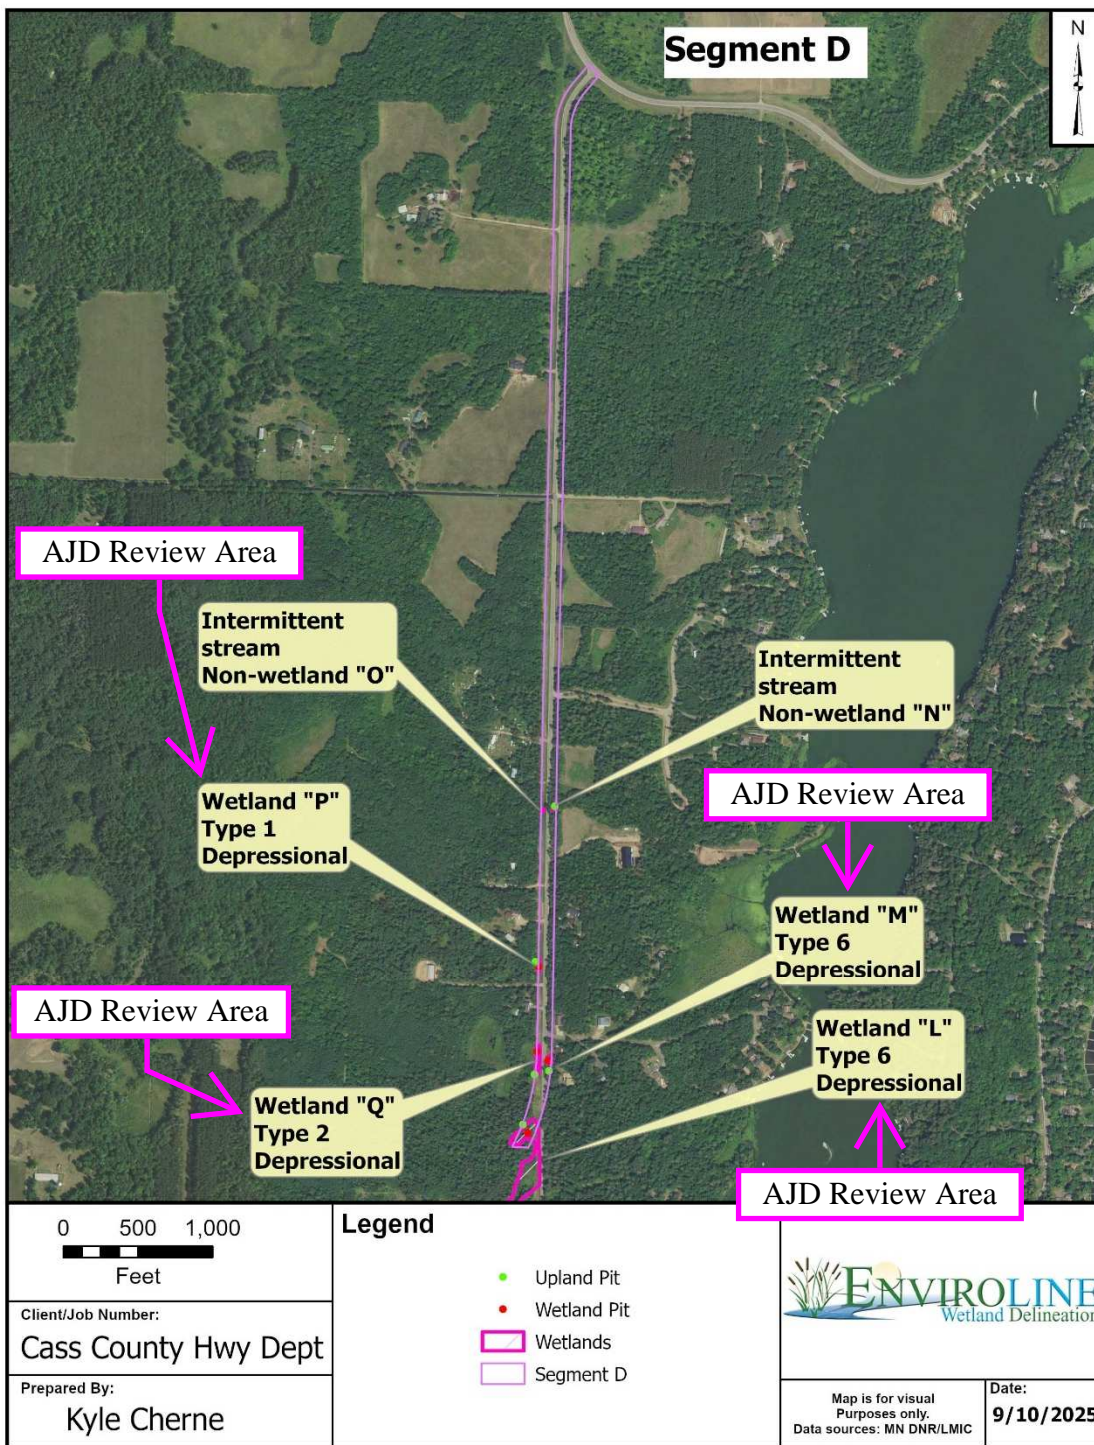 Segment D
N
AJD Review Area
Intermittent
stream
Non-wetland "O"
Intermittent
stream
Non-wetland "N"
Wetland "P"
Type 1
Depressional
AJD Review Area
Wetland "M"
Type 6
Depressional
AJD Review Area
Wetland "L"
Type 6
Depressional
Wetland "Q"
Type 2
Depressional
AJD Review Area
0 500 1,000
Feet
Client/Job Number:
Cass County Hwy Dept
Prepared By:
Kyle Cherne
Legend
Upland Pit
Wetland Pit
Wetlands
Segment D
ENVIROLINE
Wetland Delineation
Map is for visual
Purposes only.
Data sources: MN DNR/LMIC
Date:
9/10/2025